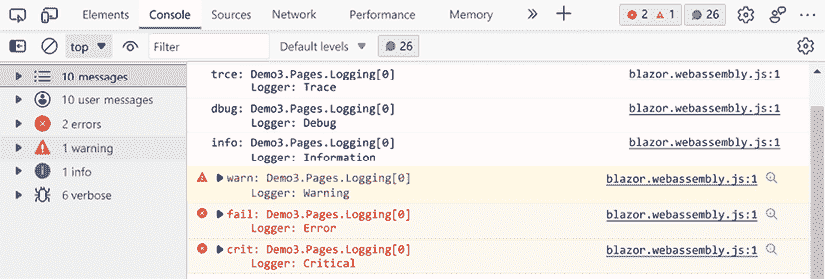 Elements Console Sources Network Performance Memory 2 1 26
top Filter Default levels 26
10 messages
10 user messages
2 errors
1 warning
1 info
6 verbose
trce: Demo3.Pages.Logging[0] blazor.webassembly.js:1
Logger: Trace
dbug: Demo3.Pages.Logging[0] blazor.webassembly.js:1
Logger: Debug
info: Demo3.Pages.Logging[0] blazor.webassembly.js:1
Logger: Information
warn: Demo3.Pages.Logging[0] blazor.webassembly.js:1
Logger: Warning
fail: Demo3.Pages.Logging[0] blazor.webassembly.js:1
Logger: Error
crit: Demo3.Pages.Logging[0] blazor.webassembly.js:1
Logger: Critical